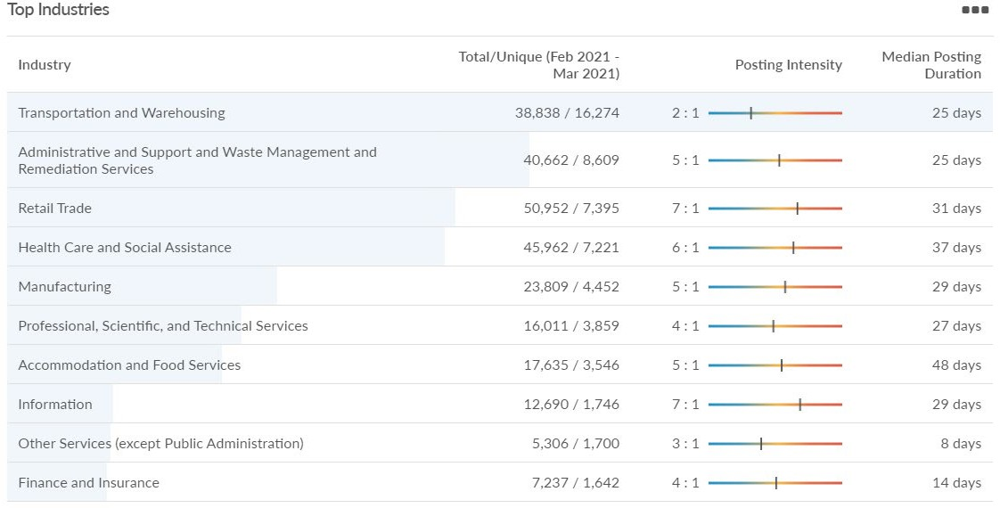 Top Industries
Industry Total/Unique (Feb 2021 - Mar 2021) Posting Intensity Median Posting Duration
Transportation and Warehousing 38,838 / 16,274 2 : 1 25 days
Administrative and Support and Waste Management and
Remediation Services 40,662 / 8,609 5 : 1 25 days
Retail Trade 50,952 / 7,395 7 : 1 31 days
Health Care and Social Assistance 45,962 / 7,221 6 : 1 37 days
Manufacturing 23,809 / 4,452 5 : 1 29 days
Professional, Scientific, and Technical Services 16,011 / 3,859 4 : 1 27 days
Accommodation and Food Services 17,635 / 3,546 5 : 1 48 days
Information 12,690 / 1,746 7 : 1 29 days
Other Services (except Public Administration) 5,306 / 1,700 3 : 1 8 days
Finance and Insurance 7,237 / 1,642 4 : 1 14 days